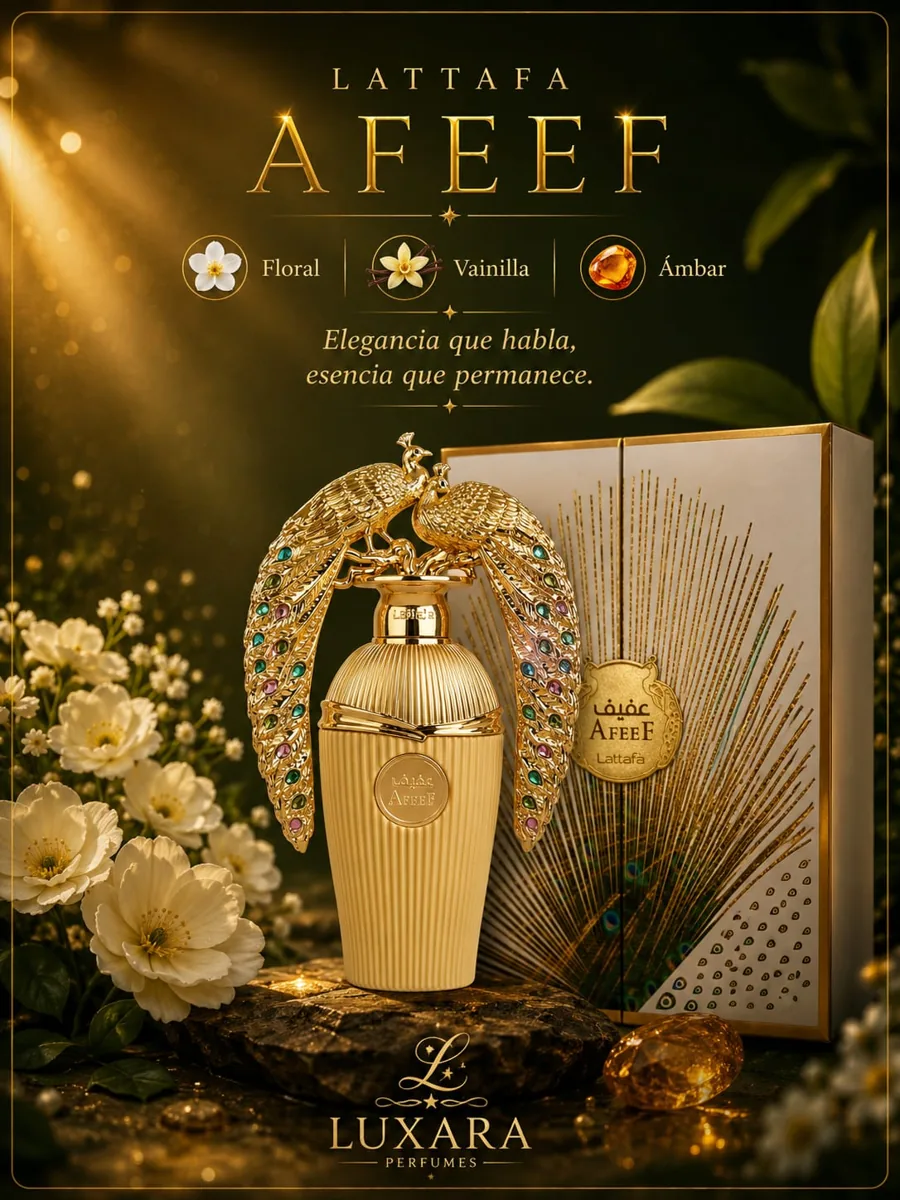 LATTAFA
AFEEF
Floral
Vainilla
Ámbar
Elegancia que habla,
esencia que permanece.
عفيف
AFEEF
Lattafa
عفيف
AFEEF
L
LUXARA
PERFUMES